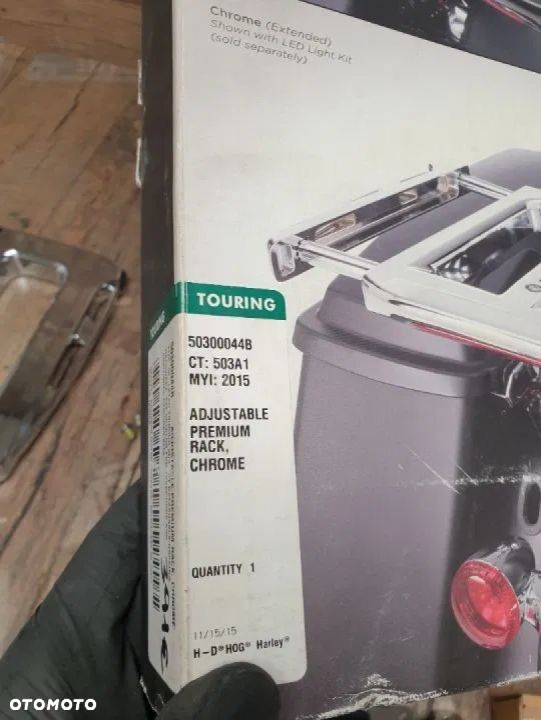 Chrome (Extended)
Shown with LED Light Kit
(sold separately)
TOURING
50300044B
CT: 503A1
MYI: 2015
ADJUSTABLE
PREMIUM
RACK,
CHROME
QUANTITY 1
11/15/15
H-D® HOG® Harley®
TOURING
OTOMOTO